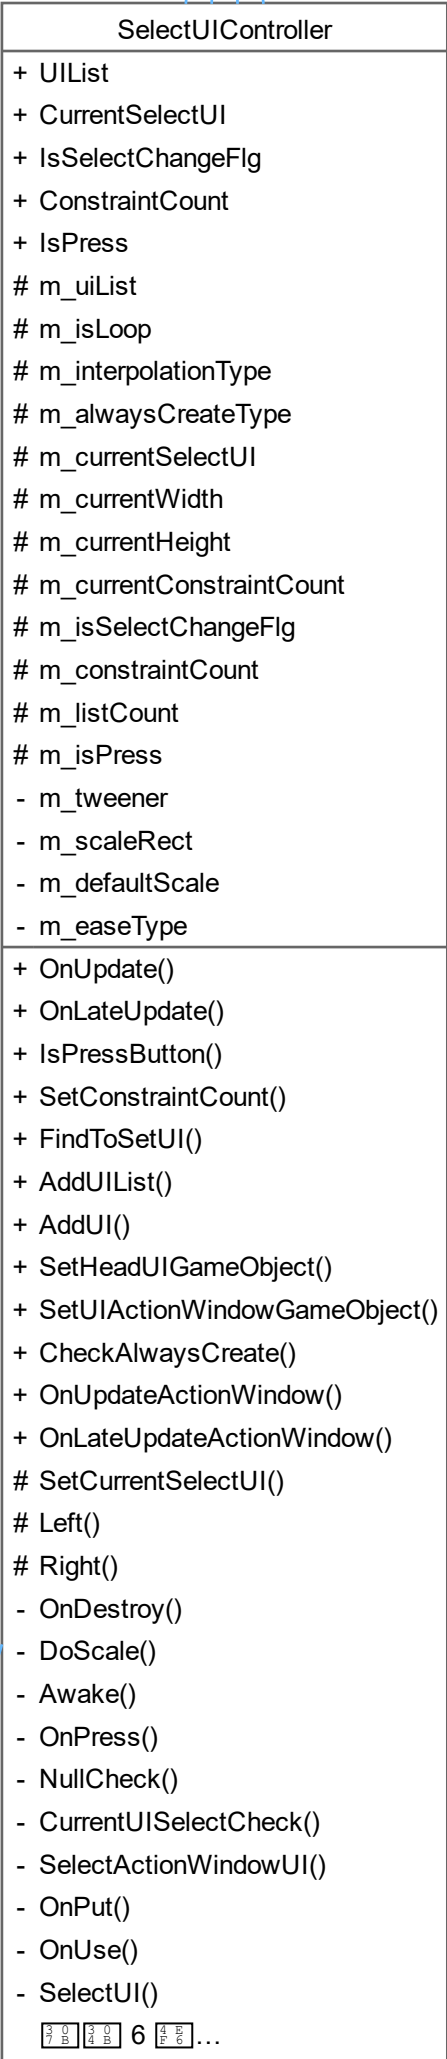 SelectUIController
+ UIList
+ CurrentSelectUI
+ IsSelectChangeFlg
+ ConstraintCount
+ IsPress
# m_uiList
# m_isLoop
# m_interpolationType
# m_alwaysCreateType
# m_currentSelectUI
# m_currentWidth
# m_currentHeight
# m_currentConstraintCount
# m_isSelectChangeFlg
# m_constraintCount
# m_listCount
# m_isPress
- m_tweener
- m_scaleRect
- m_defaultScale
- m_easeType
+ OnUpdate()
+ OnLateUpdate()
+ IsPressButton()
+ SetConstraintCount()
+ FindToSetUI()
+ AddUIList()
+ AddUI()
+ SetHeadUIGameObject()
+ SetUIActionWindowGameObject()
+ CheckAlwaysCreate()
+ OnUpdateActionWindow()
+ OnLateUpdateActionWindow()
# SetCurrentSelectUI()
# Left()
# Right()
- OnDestroy()
- DoScale()
- Awake()
- OnPress()
- NullCheck()
- CurrentUISelectCheck()
- SelectActionWindowUI()
- OnPut()
- OnUse()
- SelectUI()
6 ...